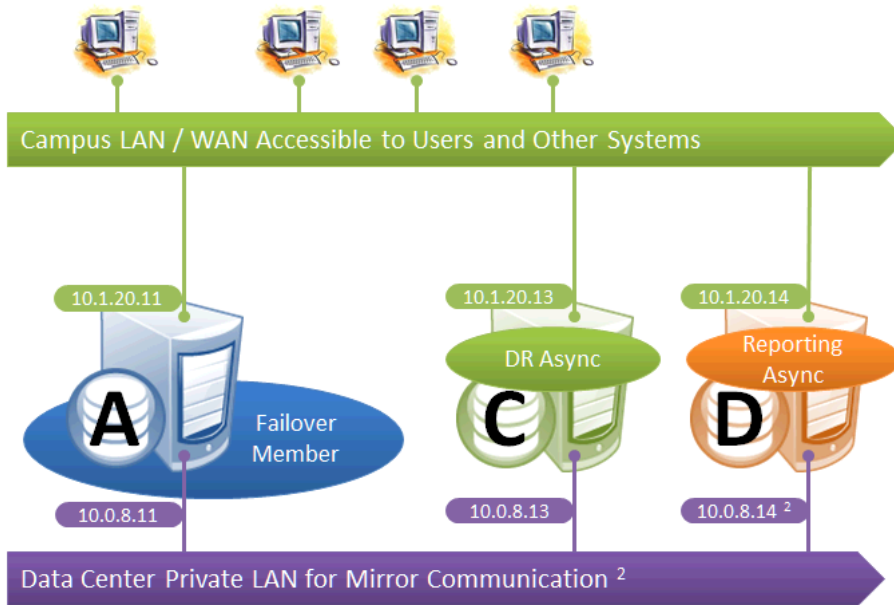 Campus LAN / WAN Accessible to Users and Other Systems
10.1.20.11
10.1.20.13
10.1.20.14
A
Failover
Member
DR Async
C
Reporting
Async
D
10.0.8.11
10.0.8.13
10.0.8.14 ²
Data Center Private LAN for Mirror Communication ²